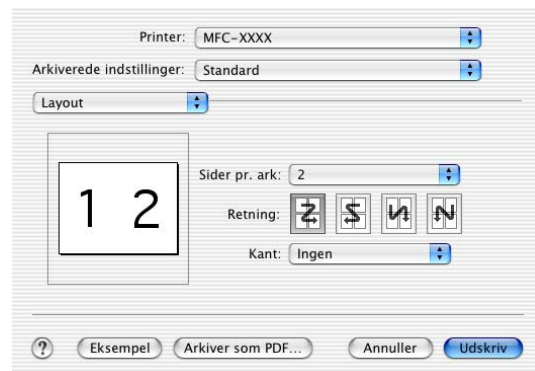 Printer: MFC-XXXX
Arkiverede indstillinger: Standard
Layout
1 2
Sider pr. ark: 2
Retning:
Kant: Ingen
? Eksempel Arkiver som PDF... Annuller Udskriv